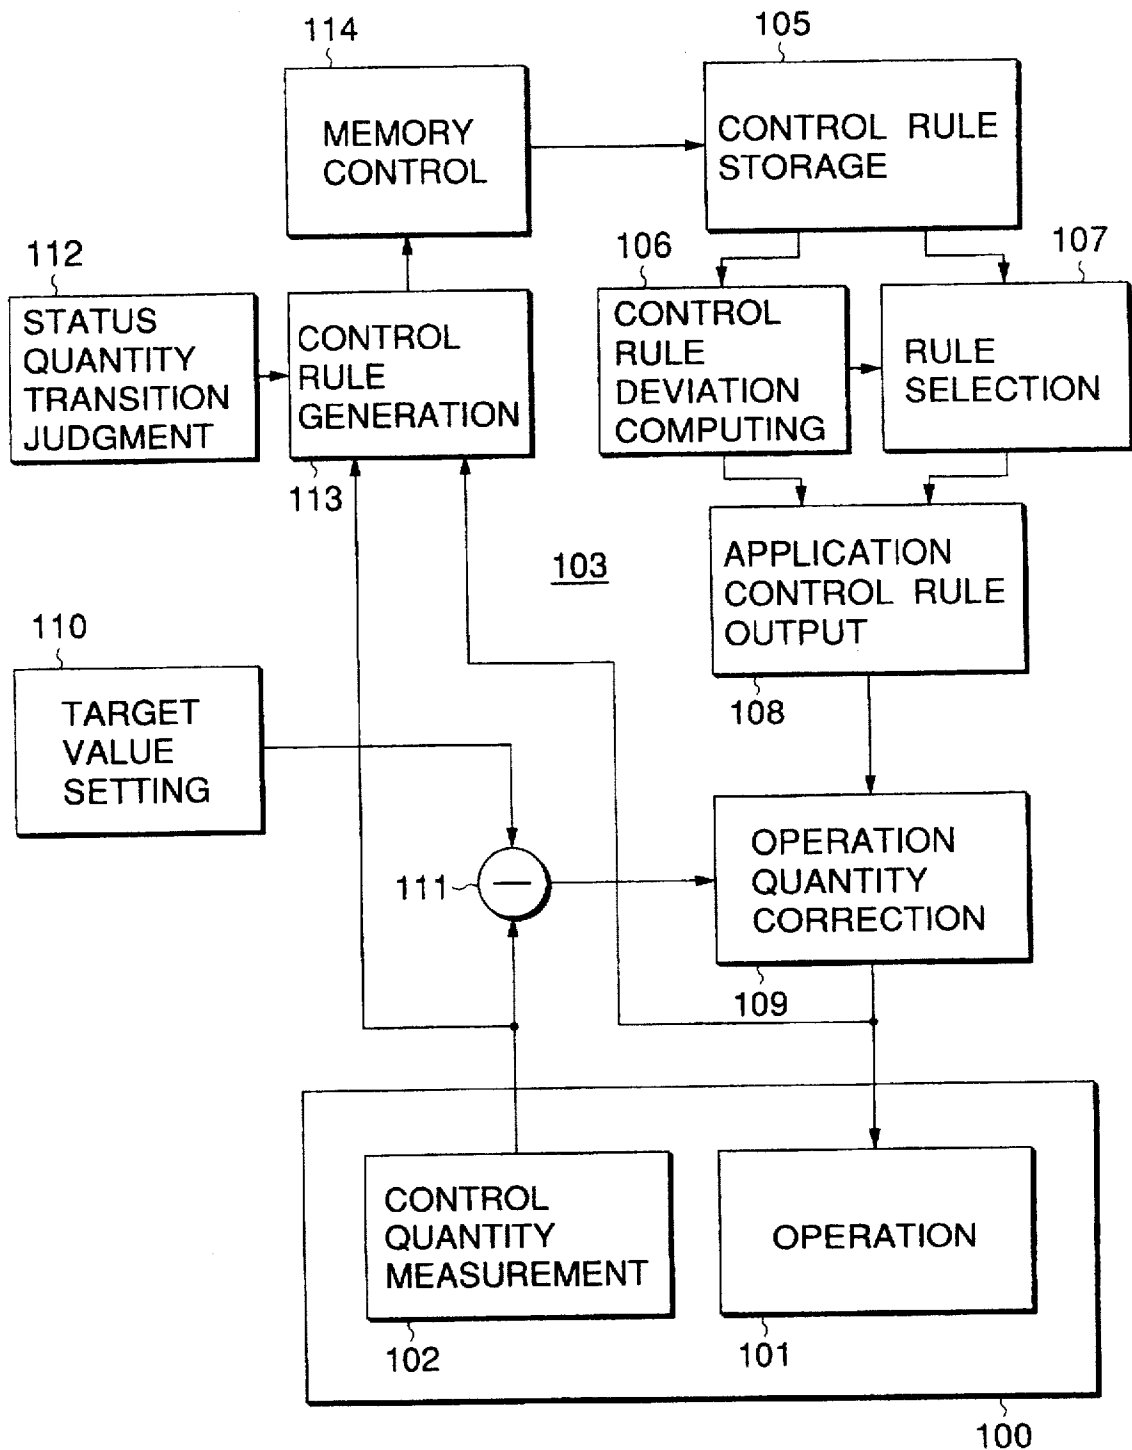 114
MEMORY
CONTROL
105
CONTROL RULE
STORAGE
112
STATUS
QUANTITY
TRANSITION
JUDGMENT
CONTROL
RULE
GENERATION
113
106
CONTROL
RULE
DEVIATION
COMPUTING
107
RULE
SELECTION
103
APPLICATION
CONTROL RULE
OUTPUT
108
110
TARGET
VALUE
SETTING
111
—
OPERATION
QUANTITY
CORRECTION
109
CONTROL
QUANTITY
MEASUREMENT
102
OPERATION
101
100